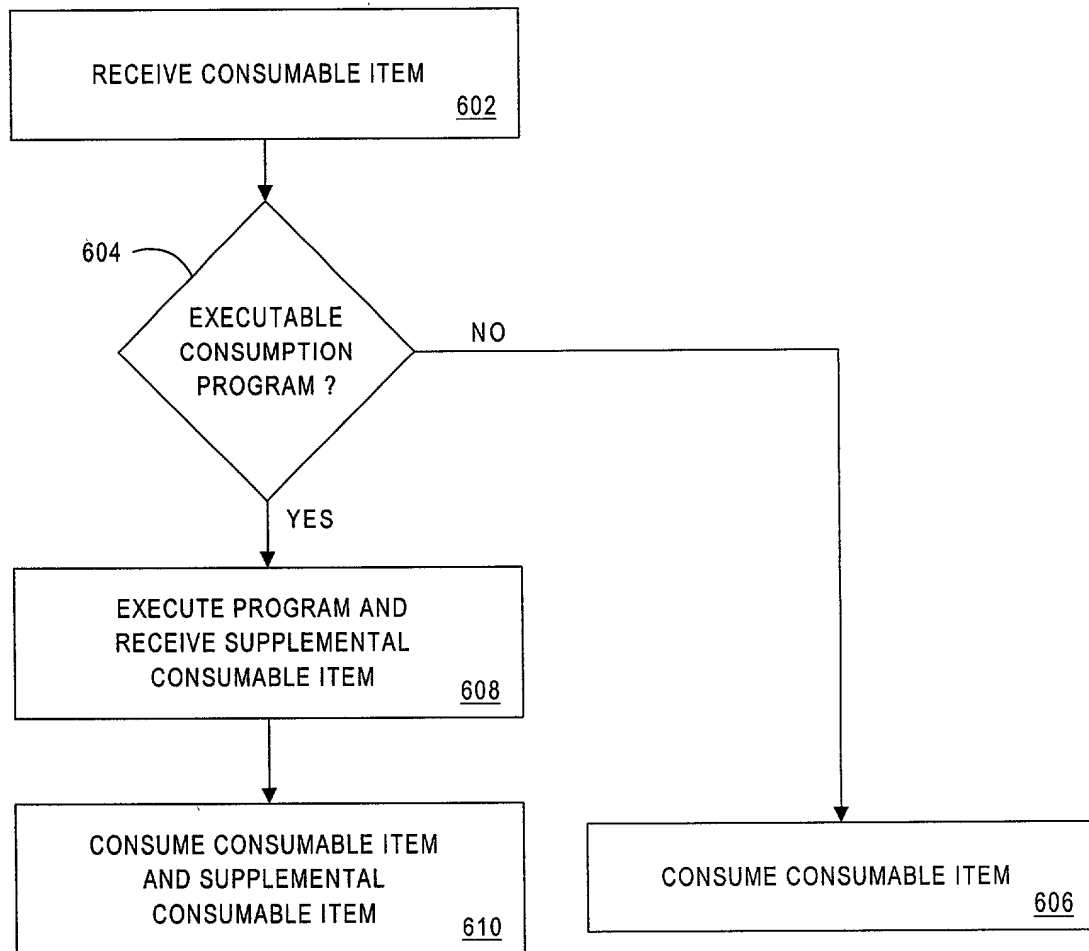 RECEIVE CONSUMABLE ITEM
602
604
EXECUTABLE
CONSUMPTION
PROGRAM ?
NO
YES
EXECUTE PROGRAM AND
RECEIVE SUPPLEMENTAL
CONSUMABLE ITEM
608
CONSUME CONSUMABLE ITEM
AND SUPPLEMENTAL
CONSUMABLE ITEM
610
CONSUME CONSUMABLE ITEM
606